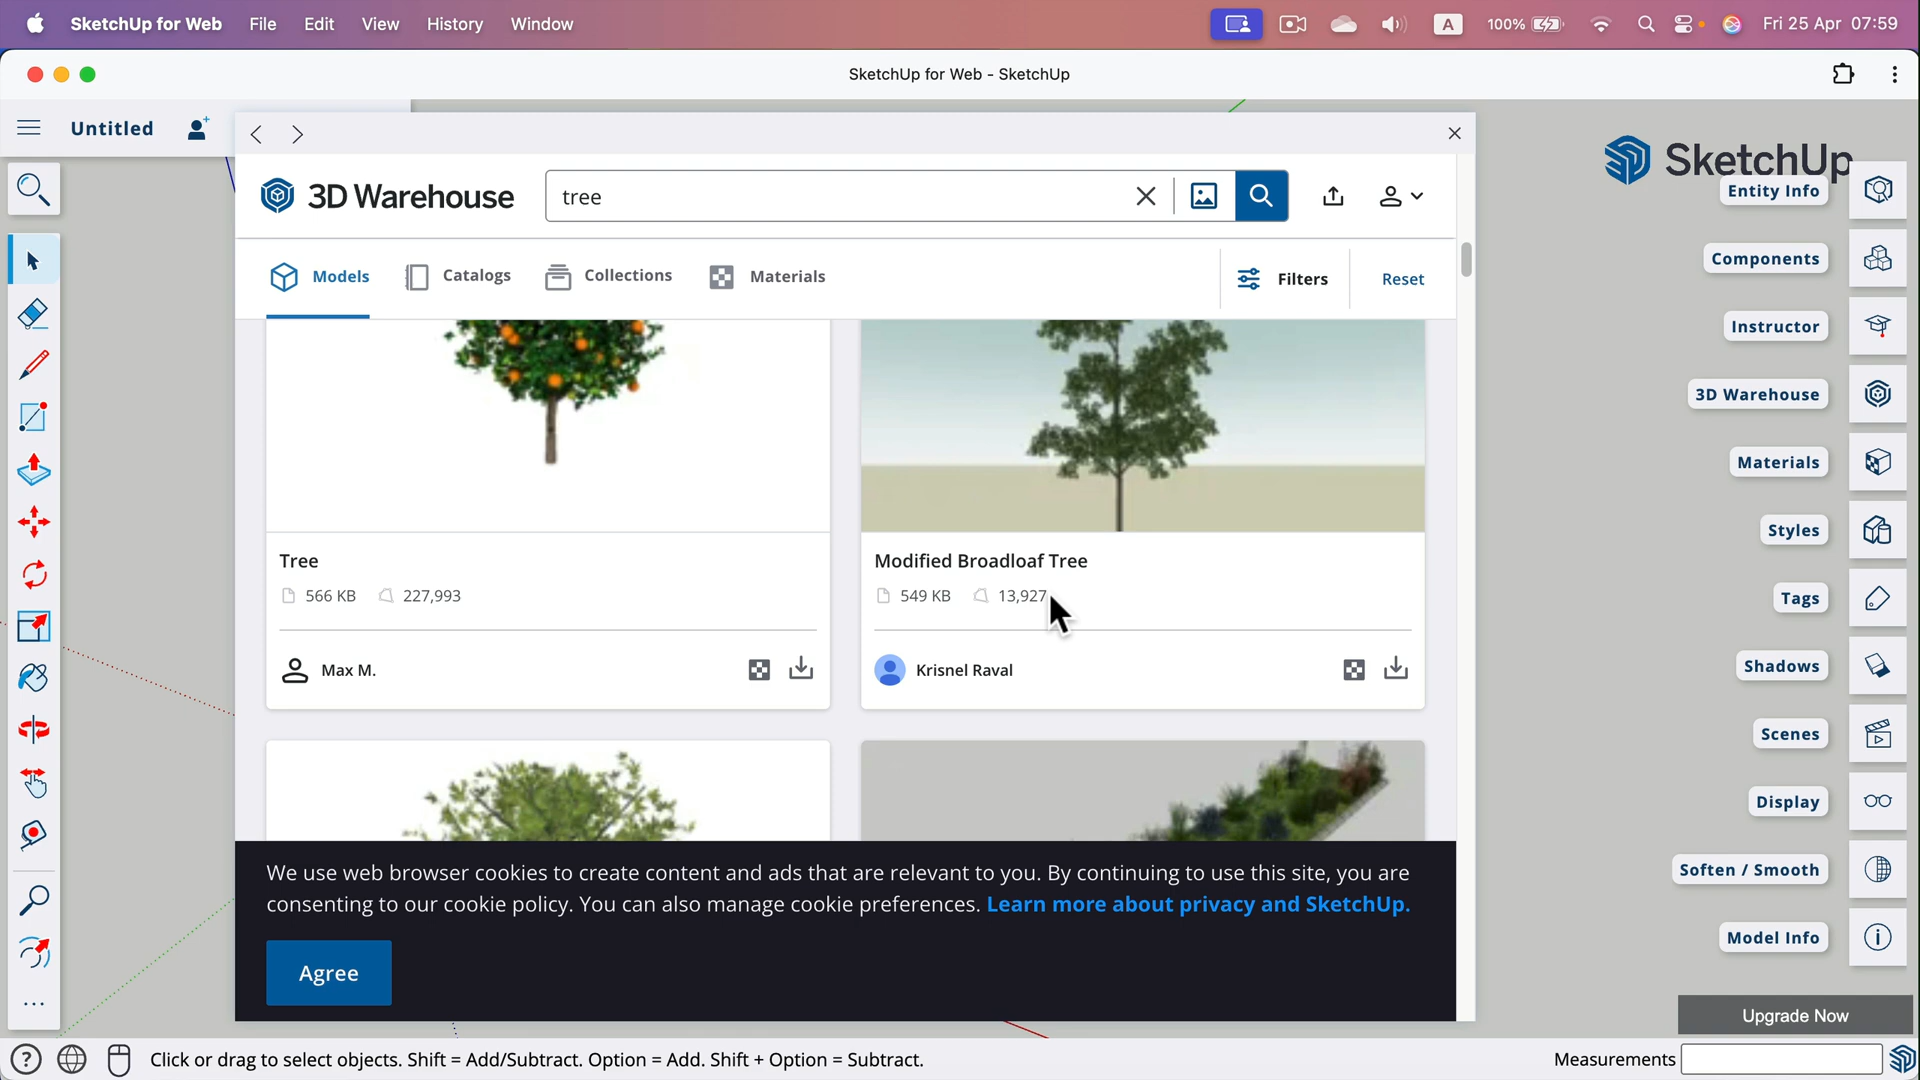 SketchUp for Web File Edit View History Window A 100% Fri 25 Apr 07:59
SketchUp for Web - SketchUp
Untitled
SketchUp
3D Warehouse tree
Models Catalogs Collections Materials Filters Reset
Entity Info
Components
Instructor
3D Warehouse
Materials
Styles
Tags
Shadows
Scenes
Display
Soften / Smooth
Model Info
Tree
566 KB 227,993
Max M.
Modified Broadloaf Tree
549 KB 13,927
Krisnel Raval
We use web browser cookies to create content and ads that are relevant to you. By continuing to use this site, you are
consenting to our cookie policy. You can also manage cookie preferences. Learn more about privacy and SketchUp.
Agree
Upgrade Now
Click or drag to select objects. Shift = Add/Subtract. Option = Add. Shift + Option = Subtract.
Measurements